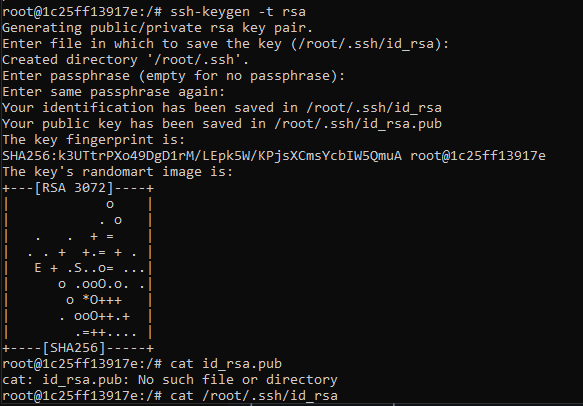 root@1c25ff13917e:/# ssh-keygen -t rsa
Generating public/private rsa key pair.
Enter file in which to save the key (/root/.ssh/id_rsa):
Created directory '/root/.ssh'.
Enter passphrase (empty for no passphrase):
Enter same passphrase again:
Your identification has been saved in /root/.ssh/id_rsa
Your public key has been saved in /root/.ssh/id_rsa.pub
The key fingerprint is:
SHA256:k3UTtrPXo49DgD1rM/LEpk5W/KPjsXCmsYcbIW5QmuA root@1c25ff13917e
The key's randomart image is:
+---[RSA 3072]----+
|            o    |
|           . o   |
|   .   .  + =    |
|  . . +  +.= + . |
|   E + .S..o= ...|
|      o .ooO.o. .|
|       o *O+++   |
|      . ooO++.+  |
|        .=++.... |
+----[SHA256]-----+
root@1c25ff13917e:/# cat id_rsa.pub
cat: id_rsa.pub: No such file or directory
root@1c25ff13917e:/# cat /root/.ssh/id_rsa